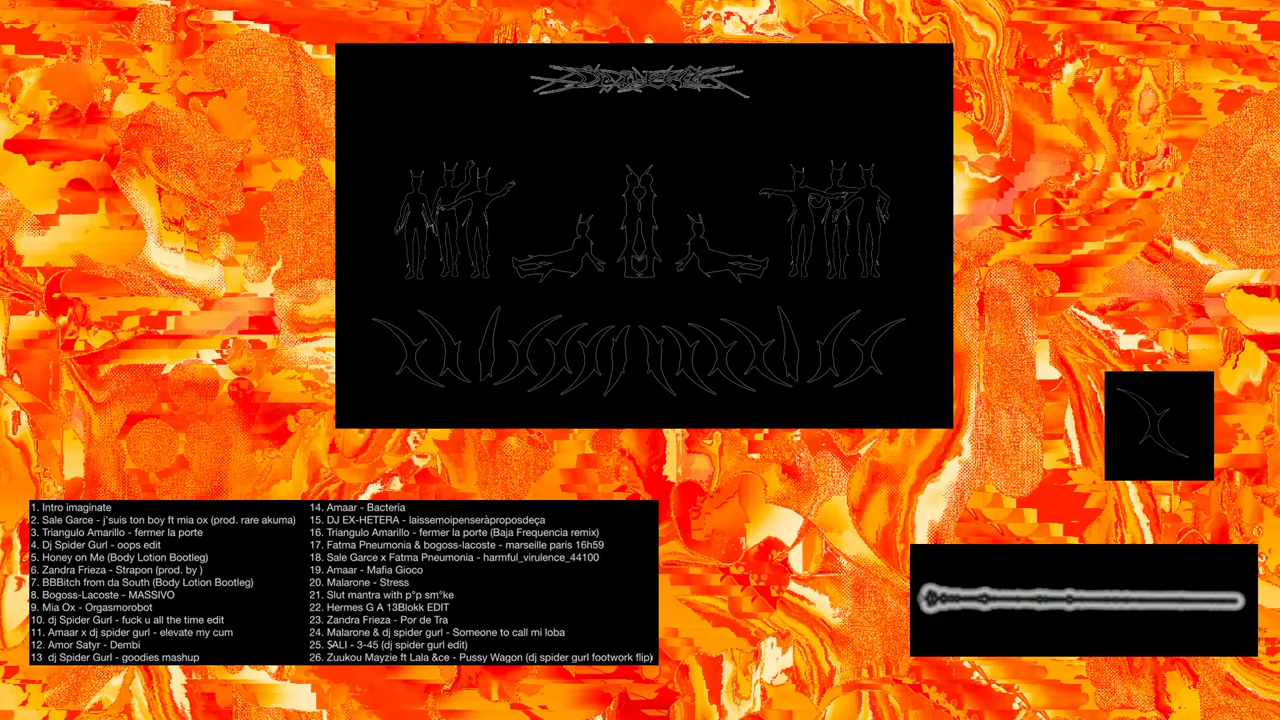 1. Intro imaginate
2. Sale Garce - j'suis ton boy ft mia ox (prod. rare akuma)
3. Triangulo Amarillo - fermer la porte
4. Dj Spider Gurl - oops edit
5. Honey on Me (Body Lotion Bootleg)
6. Zandra Frieza - Strapon (prod. by )
7. BBBitch from da South (Body Lotion Bootleg)
8. Bogoss-Lacoste - MASSIVO
9. Mia Ox - Orgasmorobot
10. dj Spider Gurl - fuck u all the time edit
11. Amaar x dj spider gurl - elevate my cum
12. Amor Satyr - Dembi
13 dj Spider Gurl - goodies mashup
14. Amaar - Bacteria
15. DJ EX-HETERA - laissemoipenseràproposdeça
16. Triangulo Amarillo - fermer la porte (Baja Frequencia remix)
17. Fatma Pneumonia & bogoss-lacoste - marseille paris 16h59
18. Sale Garce x Fatma Pneumonia - harmful_virulence_44100
19. Amaar - Mafia Gioco
20. Malarone - Stress
21. Slut mantra with p°p sm°ke
22. Hermes G A 13Blokk EDIT
23. Zandra Frieza - Por de Tra
24. Malarone & dj spider gurl - Someone to call mi loba
25. $ALI - 3-45 (dj spider gurl edit)
26. Zuukou Mayzie ft Lala &ce - Pussy Wagon (dj spider gurl footwork flip)